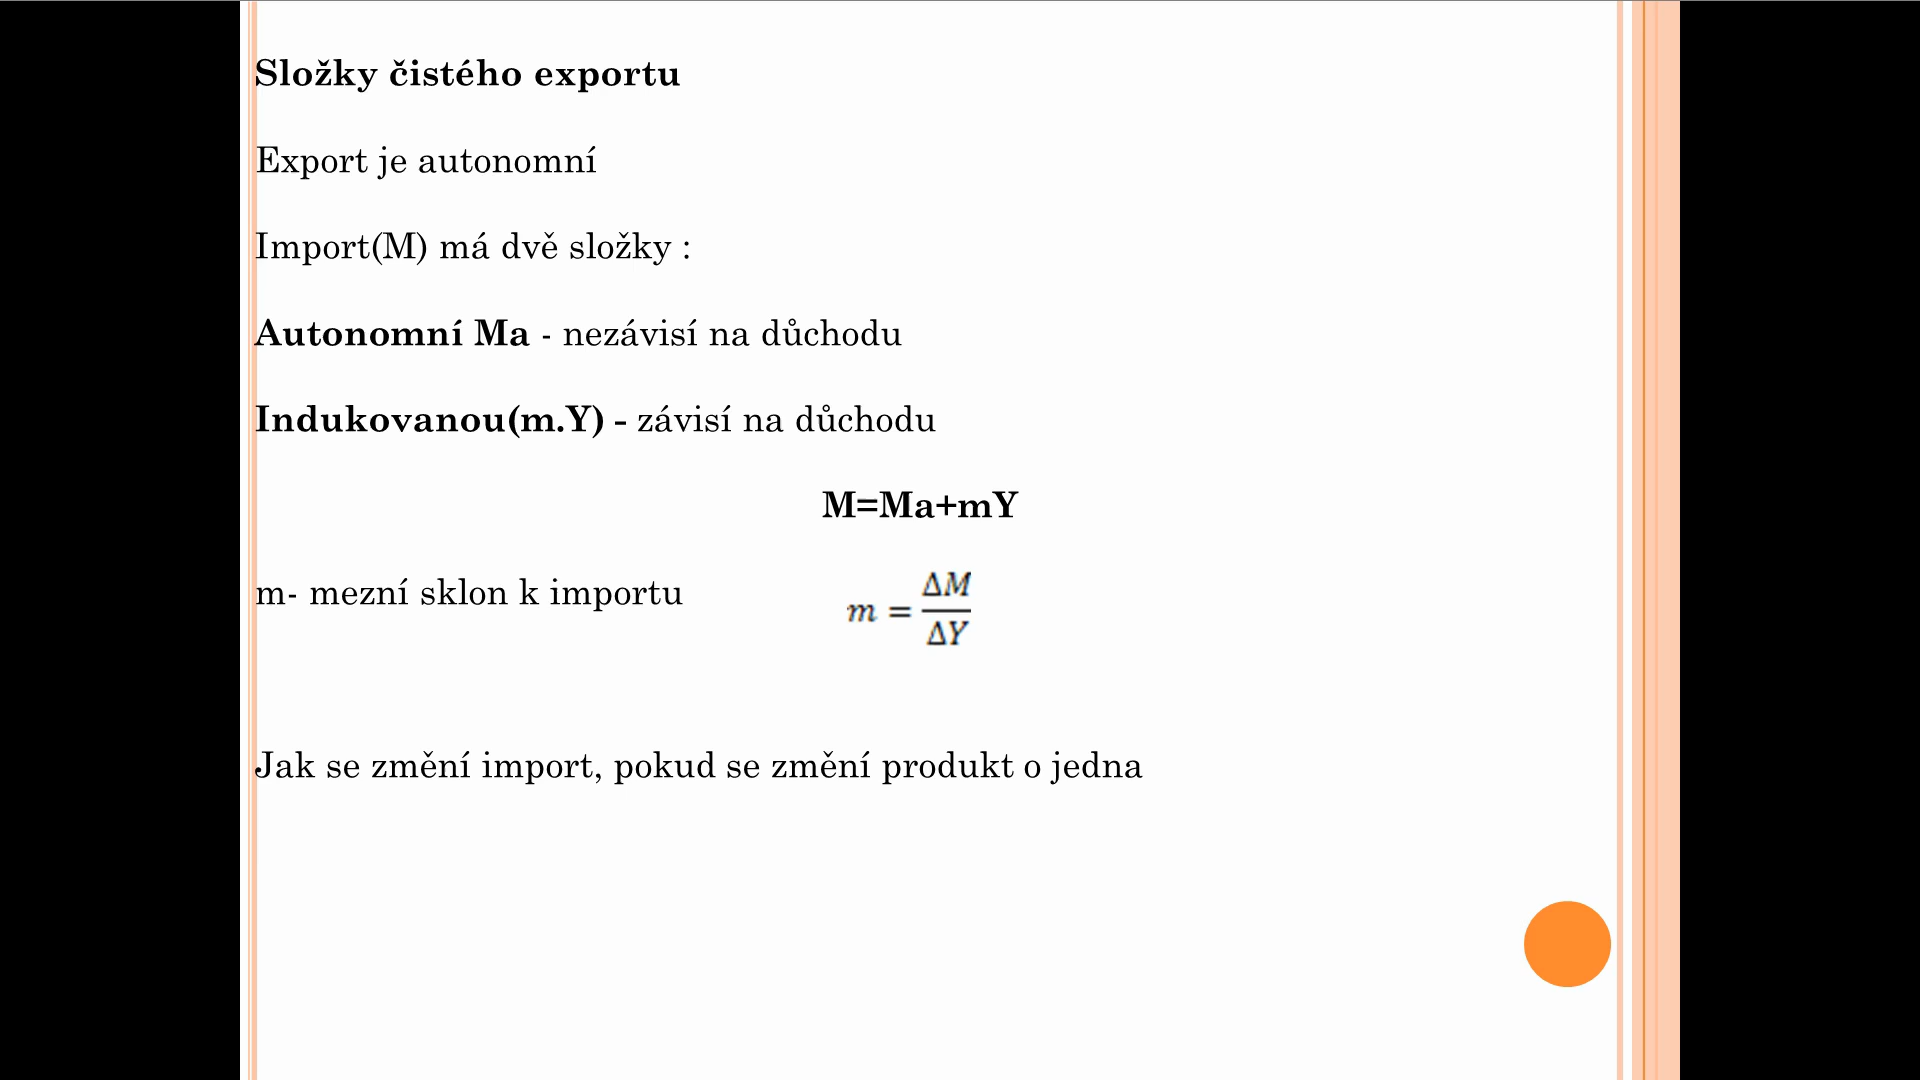 Složky čistého exportu
Export je autonomní
Import(M) má dvě složky :
Autonomní Ma - nezávisí na důchodu
Indukovanou(m.Y) - závisí na důchodu
M=Ma+mY
m- mezní sklon k importu
m = ΔM/ΔY
Jak se změní import, pokud se změní produkt o jedna